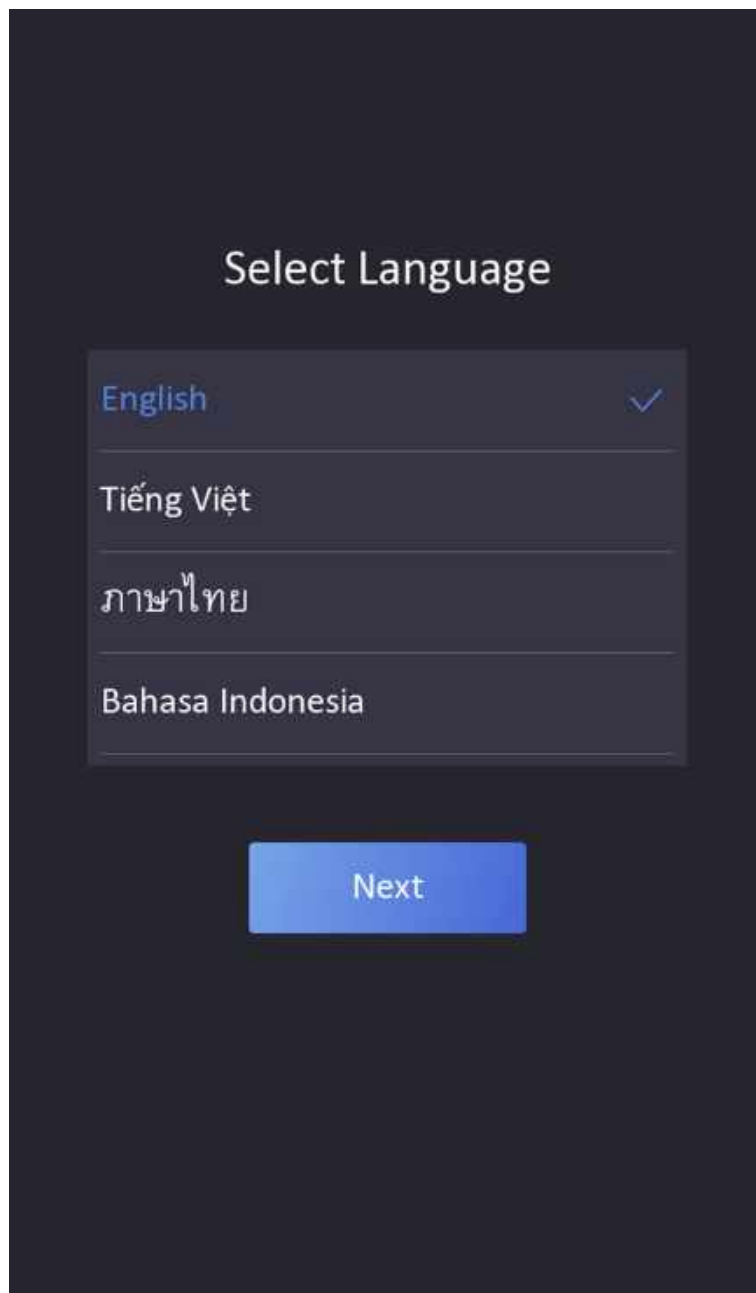 Select Language
English
Tiếng Việt
ภาษาไทย
Bahasa Indonesia
Next